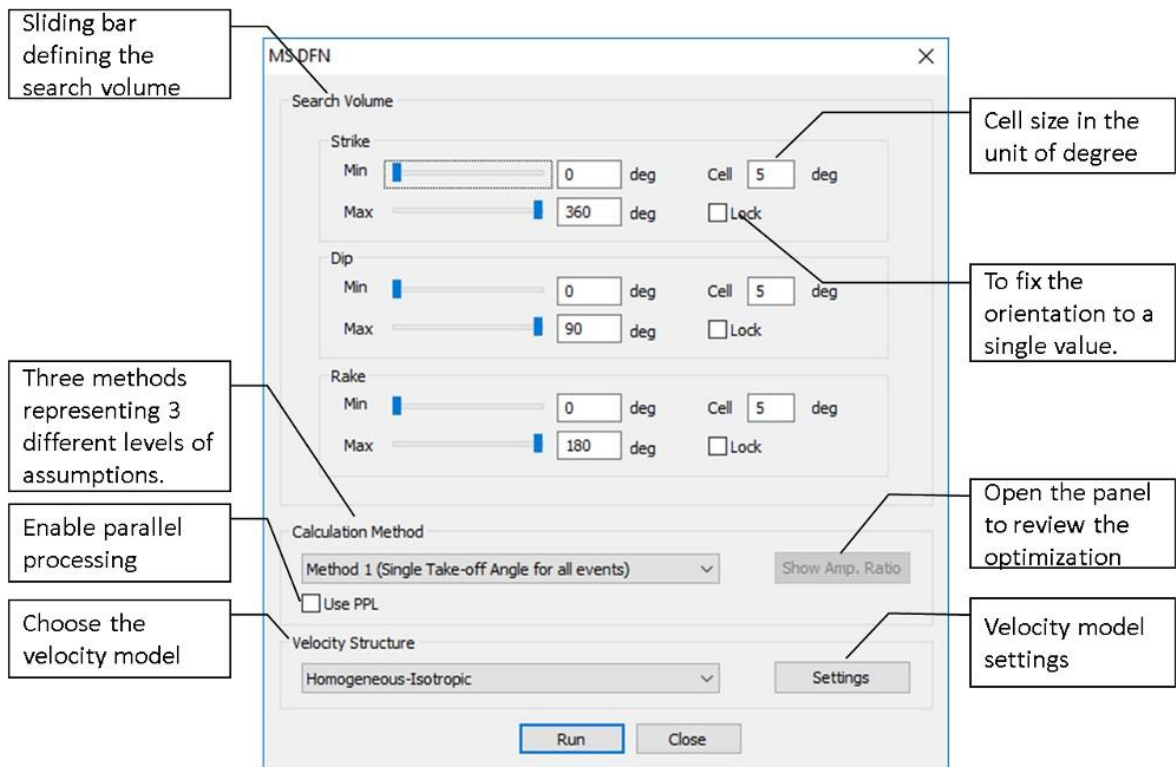 Sliding bar
defining the
search volume
MS DFN
Search Volume
Strike
Min 0 deg Cell 5 deg
Max 360 deg Lock
Dip
Min 0 deg Cell 5 deg
Max 90 deg Lock
Rake
Min 0 deg Cell 5 deg
Max 180 deg Lock
Cell size in the
unit of degree
To fix the
orientation to a
single value.
Three methods
representing 3
different levels of
assumptions.
Enable parallel
processing
Choose the
velocity model
Calculation Method
Method 1 (Single Take-off Angle for all events)
Show Amp. Ratio
Use PPL
Velocity Structure
Homogeneous-Isotropic
Settings
Run Close
Open the panel
to review the
optimization
Velocity model
settings